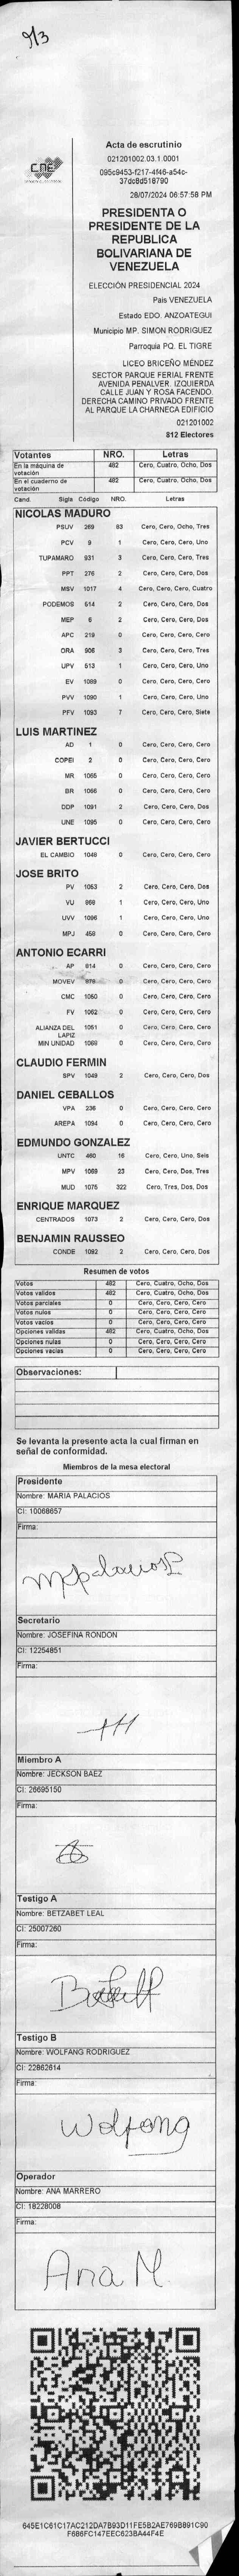 9/3
CNE
Acta de escrutinio
021201002.03.1.0001
095c9453-f217-4f46-a54c-
37dc8d518790
28/07/2024 06:57:58 PM
PRESIDENTA O
PRESIDENTE DE LA
REPUBLICA
BOLIVARIANA DE
VENEZUELA
ELECCIÓN PRESIDENCIAL 2024
Pais VENEZUELA
Estado EDO. ANZOATEGUI
Municipio MP. SIMON RODRIGUEZ
Parroquia PQ. EL TIGRE
LICEO BRICEÑO MÉNDEZ
SECTOR PARQUE FERIAL FRENTE
AVENIDA PENALVER. IZQUIERDA
CALLE JUAN Y ROSA FACENDO.
DERECHA CAMINO PRIVADO FRENTE
AL PARQUE LA CHARNECA EDIFICIO
021201002
812 Electores
Votantes NRO. Letras
En la máquina de votación 482 Cero, Cuatro, Ocho, Dos
En el cuaderno de votación 482 Cero, Cuatro, Ocho, Dos
Cand. Sigla Código NRO. Letras
NICOLAS MADURO
PSUV 269 83 Cero, Cero, Ocho, Tres
PCV 9 1 Cero, Cero, Cero, Uno
TUPAMARO 931 3 Cero, Cero, Cero, Tres
PPT 276 2 Cero, Cero, Cero, Dos
MSV 1017 4 Cero, Cero, Cero, Cuatro
PODEMOS 514 2 Cero, Cero, Cero, Dos
MEP 6 2 Cero, Cero, Cero, Dos
APC 219 0 Cero, Cero, Cero, Cero
ORA 906 3 Cero, Cero, Cero, Tres
UPV 513 1 Cero, Cero, Cero, Uno
EV 1089 0 Cero, Cero, Cero, Cero
PVV 1090 1 Cero, Cero, Cero, Uno
PFV 1093 7 Cero, Cero, Cero, Siete
LUIS MARTINEZ
AD 1 0 Cero, Cero, Cero, Cero
COPEI 2 0 Cero, Cero, Cero, Cero
MR 1065 0 Cero, Cero, Cero, Cero
BR 1066 0 Cero, Cero, Cero, Cero
DDP 1091 2 Cero, Cero, Cero, Dos
UNE 1095 0 Cero, Cero, Cero, Cero
JAVIER BERTUCCI
EL CAMBIO 1048 0 Cero, Cero, Cero, Cero
JOSE BRITO
PV 1053 2 Cero, Cero, Cero, Dos
VU 868 1 Cero, Cero, Cero, Uno
UVV 1096 1 Cero, Cero, Cero, Uno
MPJ 458 0 Cero, Cero, Cero, Cero
ANTONIO ECARRI
AP 814 0 Cero, Cero, Cero, Cero
MOVEV 879 0 Cero, Cero, Cero, Cero
CMC 1050 0 Cero, Cero, Cero, Cero
FV 1062 0 Cero, Cero, Cero, Cero
ALIANZA DEL LAPIZ 1051 0 Cero, Cero, Cero, Cero
MIN UNIDAD 1068 0 Cero, Cero, Cero, Cero
CLAUDIO FERMIN
SPV 1049 2 Cero, Cero, Cero, Dos
DANIEL CEBALLOS
VPA 236 0 Cero, Cero, Cero, Cero
AREPA 1094 0 Cero, Cero, Cero, Cero
EDMUNDO GONZALEZ
UNTC 460 16 Cero, Cero, Uno, Seis
MPV 1069 23 Cero, Cero, Dos, Tres
MUD 1075 322 Cero, Tres, Dos, Dos
ENRIQUE MARQUEZ
CENTRADOS 1073 2 Cero, Cero, Cero, Dos
BENJAMIN RAUSSEO
CONDE 1092 2 Cero, Cero, Cero, Dos
Resumen de votos
Votos 482 Cero, Cuatro, Ocho, Dos
Votos validos 482 Cero, Cuatro, Ocho, Dos
Votos parciales 0 Cero, Cero, Cero, Cero
Votos nulos 0 Cero, Cero, Cero, Cero
Votos vacios 0 Cero, Cero, Cero, Cero
Opciones validas 482 Cero, Cuatro, Ocho, Dos
Opciones nulas 0 Cero, Cero, Cero, Cero
Opciones vacias 0 Cero, Cero, Cero, Cero
Observaciones:
Se levanta la presente acta la cual firman en
señal de conformidad.
Miembros de la mesa electoral
Presidente
Nombre: MARIA PALACIOS
CI: 10068657
Firma:
Mppalacios
Secretario
Nombre: JOSEFINA RONDON
CI: 12254851
Firma:
Miembro A
Nombre: JECKSON BAEZ
CI: 26695150
Firma:
Testigo A
Nombre: BETZABET LEAL
CI: 25007260
Firma:
Testigo B
Nombre: WOLFANG RODRIGUEZ
CI: 22862614
Firma:
Wolfang
Operador
Nombre: ANA MARRERO
CI: 18228008
Firma:
Ana M.
645E1C61C17AC212DA7B93D11FE5B2AE769B891C90
F686FC147EEC623BA44F4E